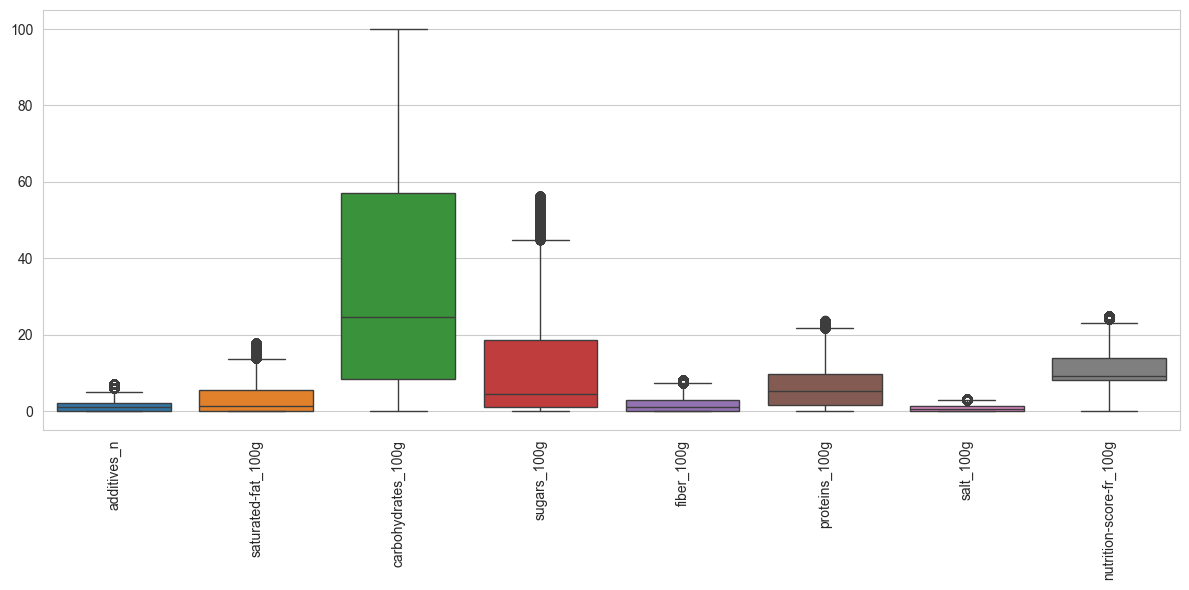 100
80
60
40
20
0
additives_n
saturated-fat_100g
carbohydrates_100g
sugars_100g
fiber_100g
proteins_100g
salt_100g
nutrition-score-fr_100g